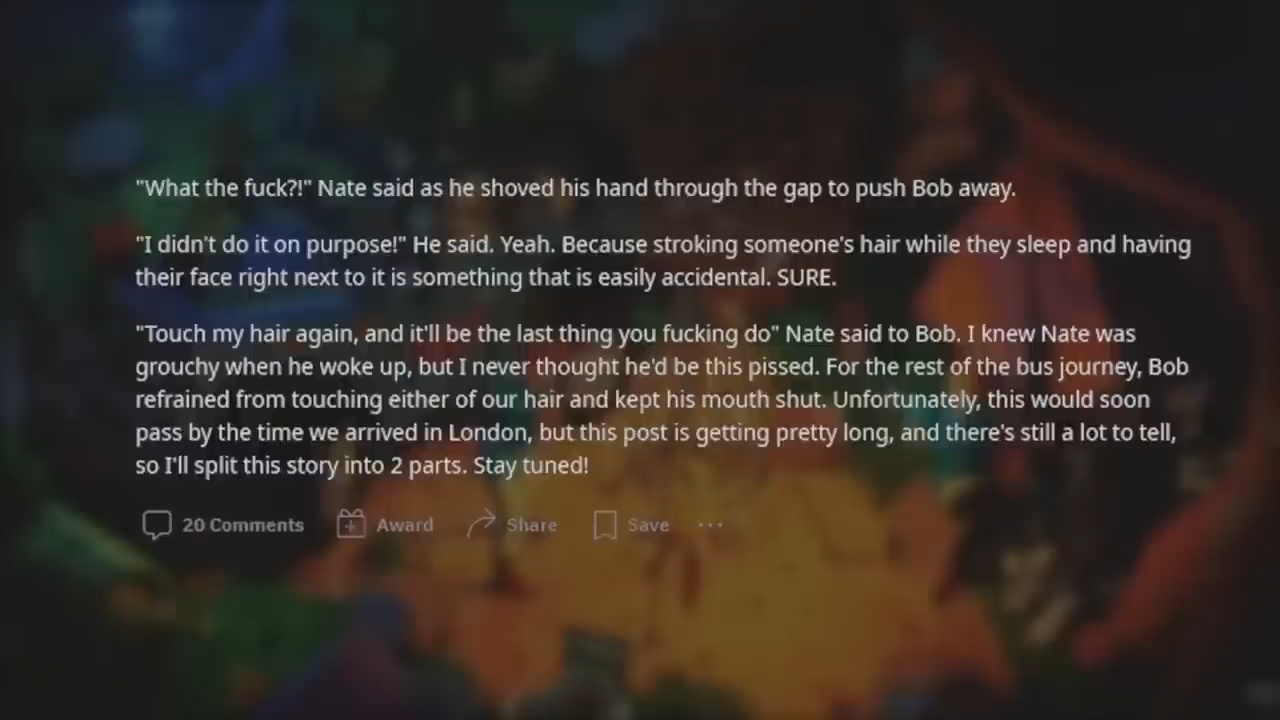 "What the fuck?!" Nate said as he shoved his hand through the gap to push Bob away.
"I didn't do it on purpose!" He said. Yeah. Because stroking someone's hair while they sleep and having
their face right next to it is something that is easily accidental. SURE.
"Touch my hair again, and it'll be the last thing you fucking do" Nate said to Bob. I knew Nate was
grouchy when he woke up, but I never thought he'd be this pissed. For the rest of the bus journey, Bob
refrained from touching either of our hair and kept his mouth shut. Unfortunately, this would soon
pass by the time we arrived in London, but this post is getting pretty long, and there's still a lot to tell,
so I'll split this story into 2 parts. Stay tuned!
20 Comments Award Share Save ...